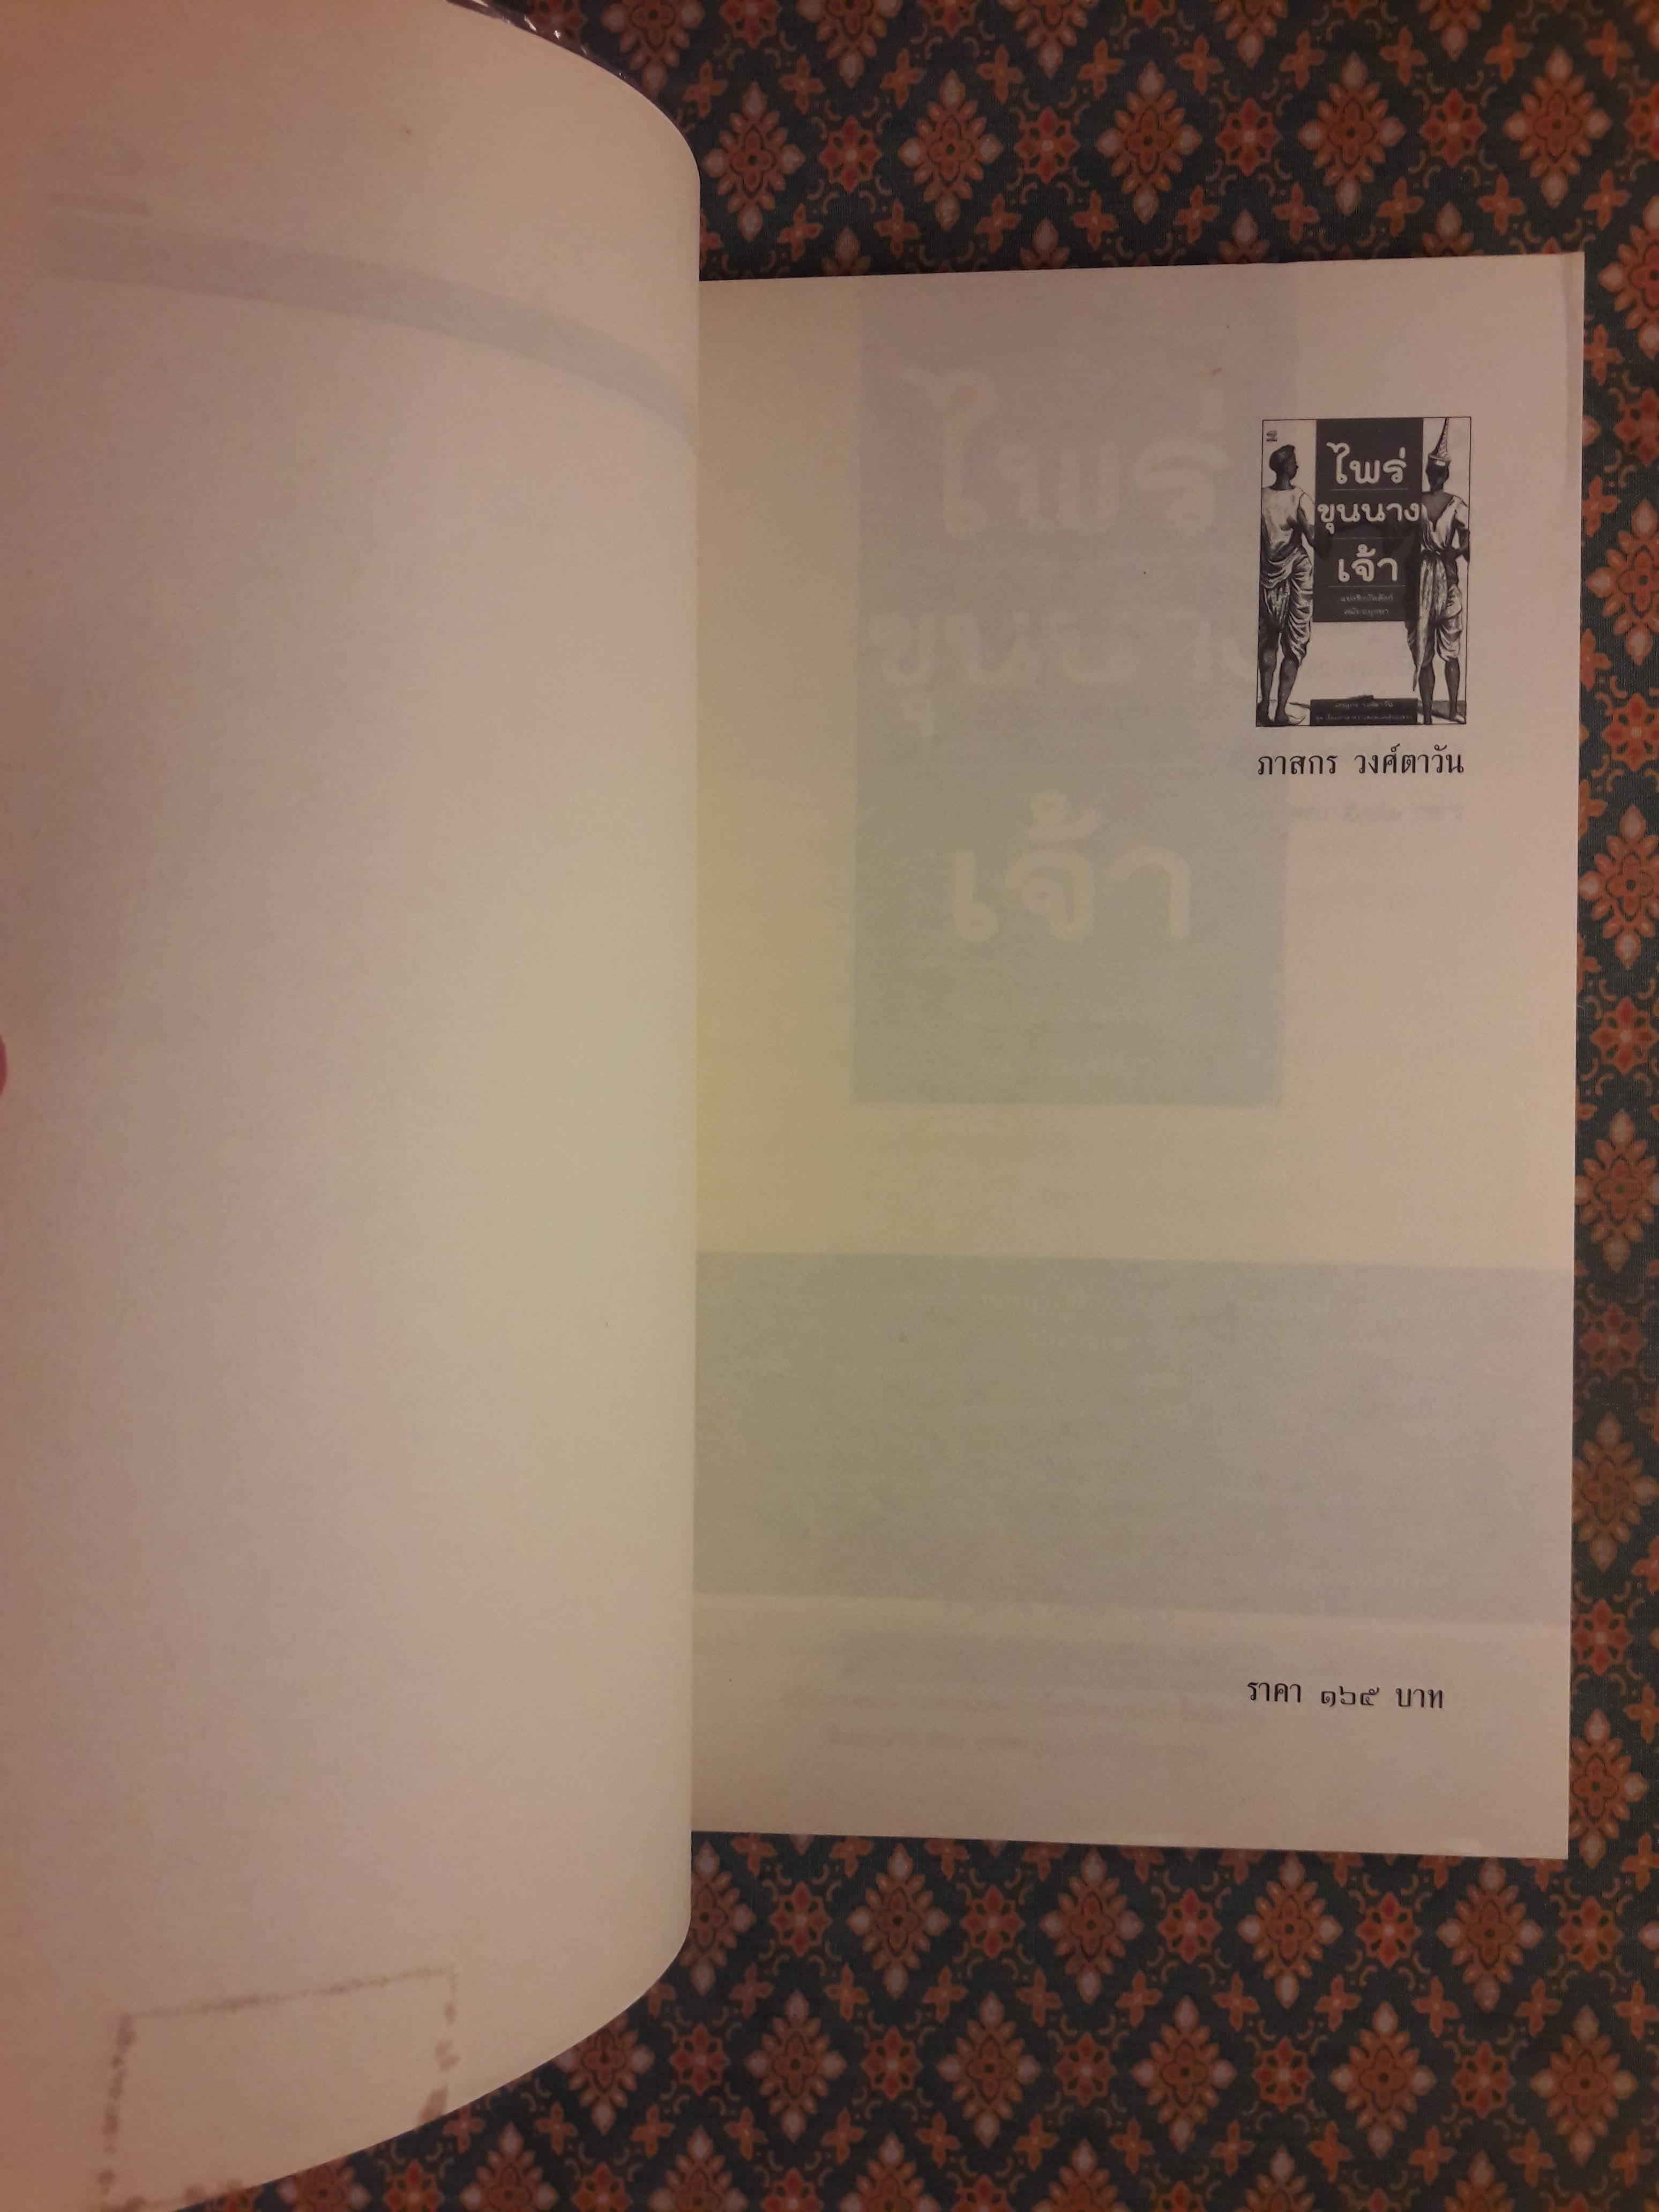 ไพร่
ขุนนาง
เจ้า
ภาสกร วงศ์ตาวัน
ราคา ๑๖๕ บาท